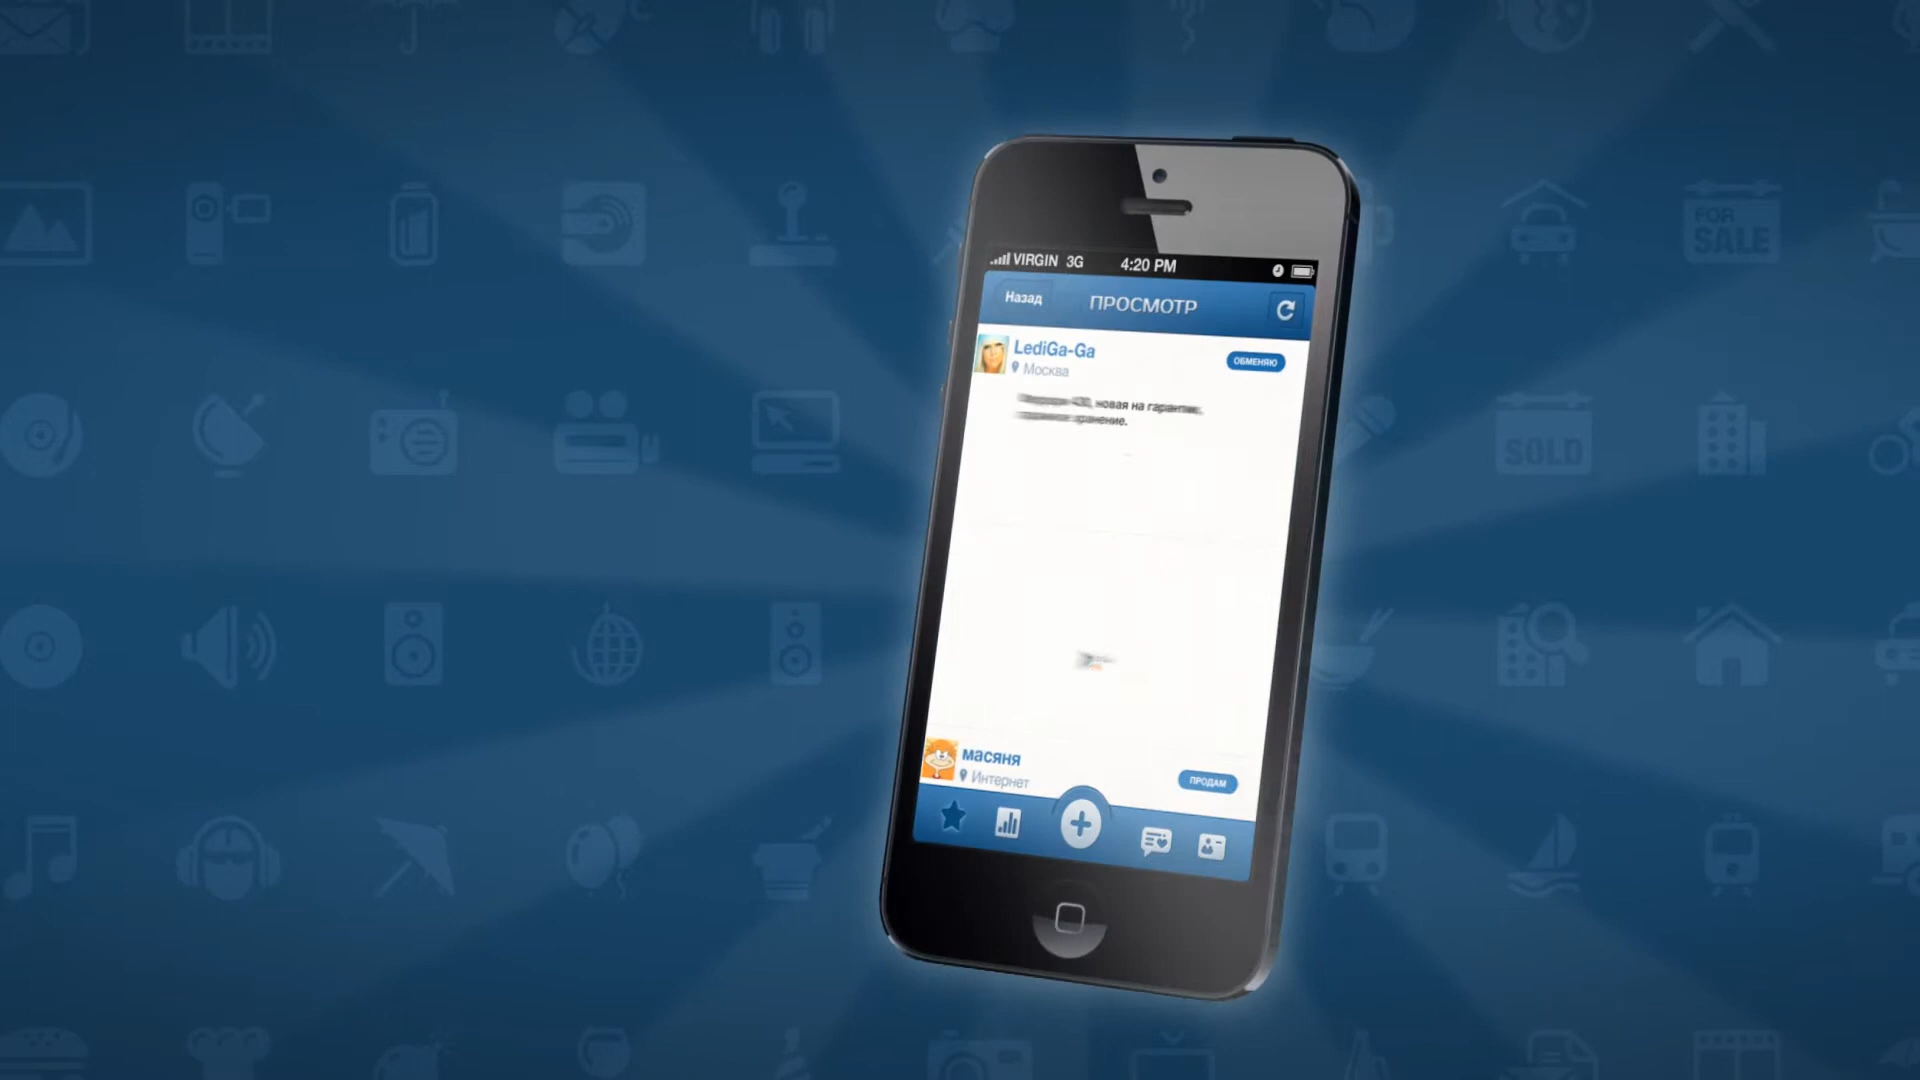 VIRGIN 3G 4:20 PM
Назад ПРОСМОТР
LediGa-Ga
ОБМЕНЯЮ
Москва
новая на гарантии,
хранение.
FOR
SALE
SOLD
масяня
ПРОДАМ
Интернет